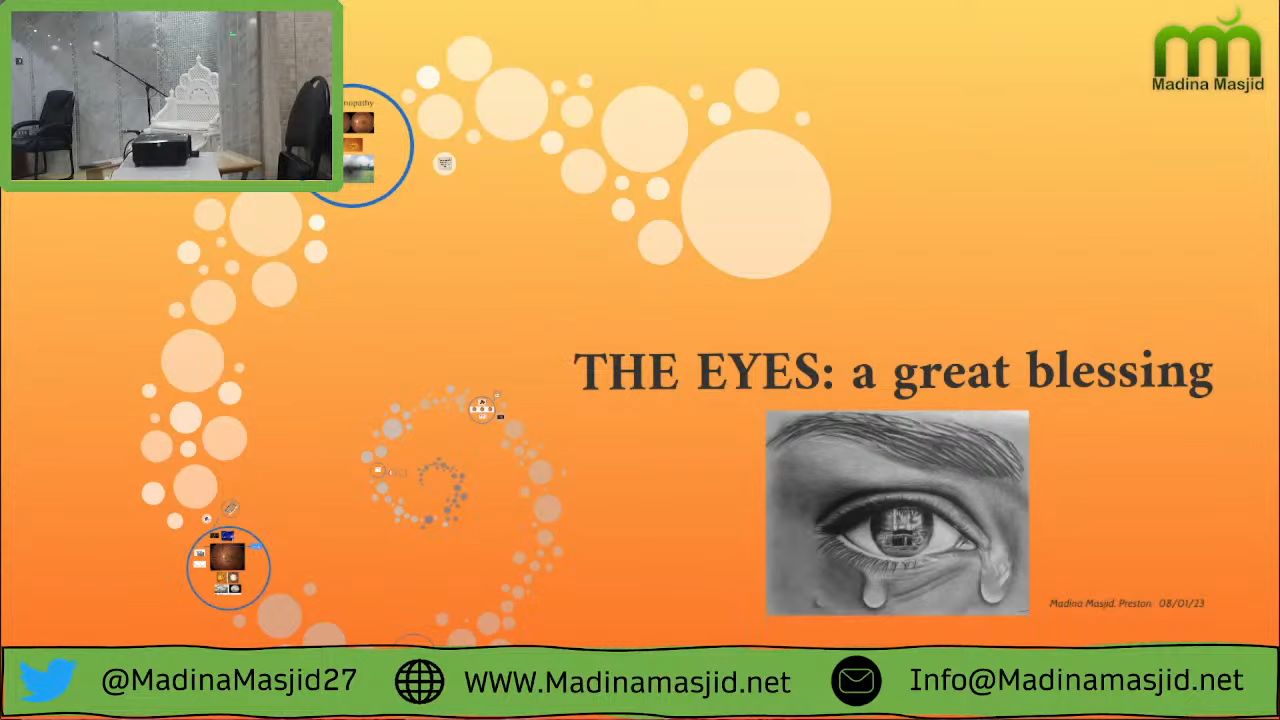 Madina Masjid
THE EYES: a great blessing
Madina Masjid, Preston 08/01/23
@MadinaMasjid27
WWW.Madinamasjid.net
Info@Madinamasjid.net